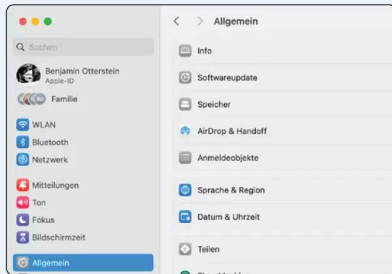 Allgemein
Suchen
Benjamin Otterstein
Apple-ID
Familie
WLAN
Bluetooth
Netzwerk
Mitteilungen
Ton
Fokus
Bildschirmzeit
Allgemein
Info
Softwareupdate
Speicher
AirDrop & Handoff
Anmeldeobjekte
Sprache & Region
Datum & Uhrzeit
Teilen